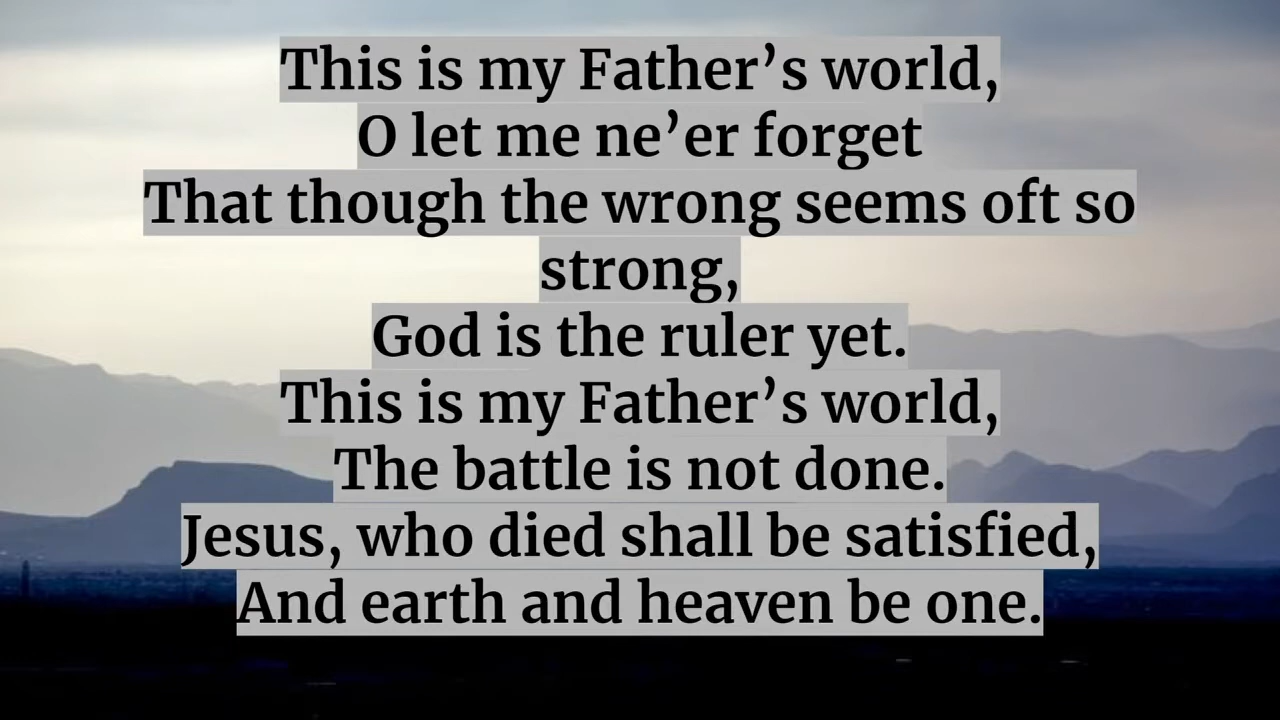 This is my Father’s world,
O let me ne’er forget
That though the wrong seems oft so
strong,
God is the ruler yet.
This is my Father’s world,
The battle is not done.
Jesus, who died shall be satisfied,
And earth and heaven be one.